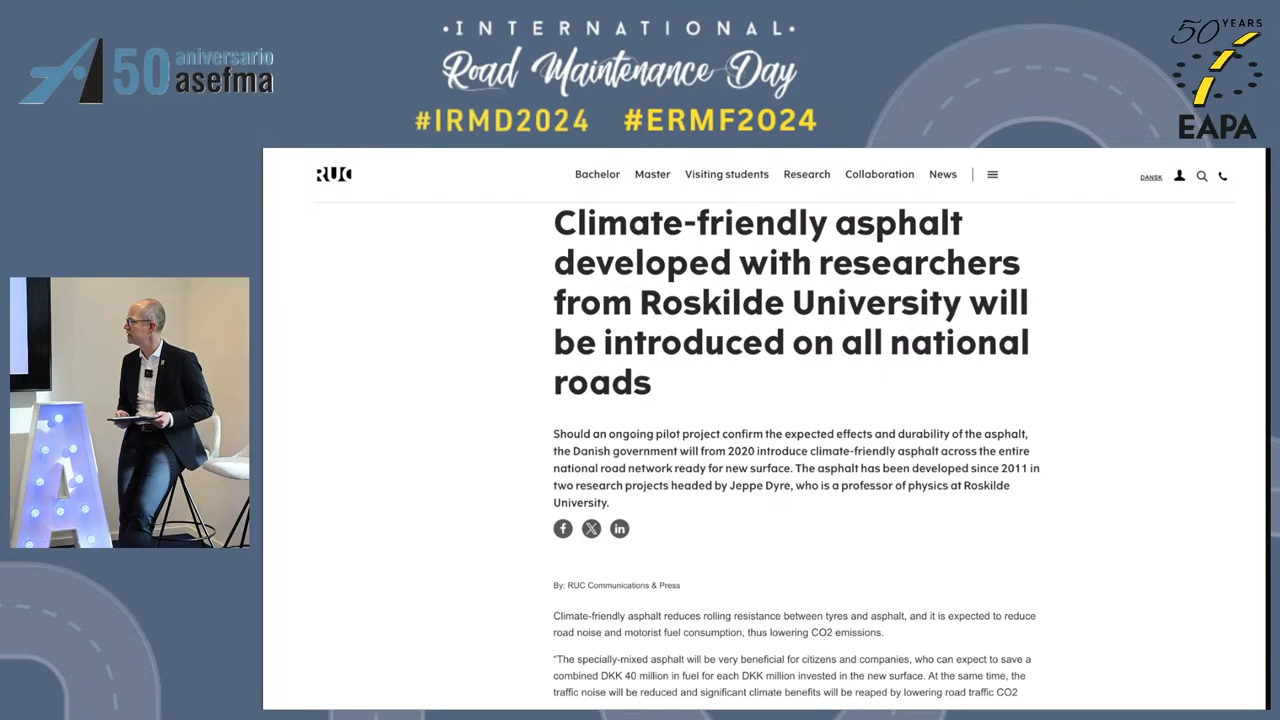 50 aniversario
asefma
·INTERNATIONAL·
Road Maintenance Day
#IRMD2024 #ERMF2024
50 YEARS
EAPA
RUC
Bachelor Master Visiting students Research Collaboration News
DANSK
Climate-friendly asphalt
developed with researchers
from Roskilde University will
be introduced on all national
roads
Should an ongoing pilot project confirm the expected effects and durability of the asphalt,
the Danish government will from 2020 introduce climate-friendly asphalt across the entire
national road network ready for new surface. The asphalt has been developed since 2011 in
two research projects headed by Jeppe Dyre, who is a professor of physics at Roskilde
University.
By: RUC Communications & Press
Climate-friendly asphalt reduces rolling resistance between tyres and asphalt, and it is expected to reduce
road noise and motorist fuel consumption, thus lowering CO2 emissions.
"The specially-mixed asphalt will be very beneficial for citizens and companies, who can expect to save a
combined DKK 40 million in fuel for each DKK million invested in the new surface. At the same time, the
traffic noise will be reduced and significant climate benefits will be reaped by lowering road traffic CO2
A